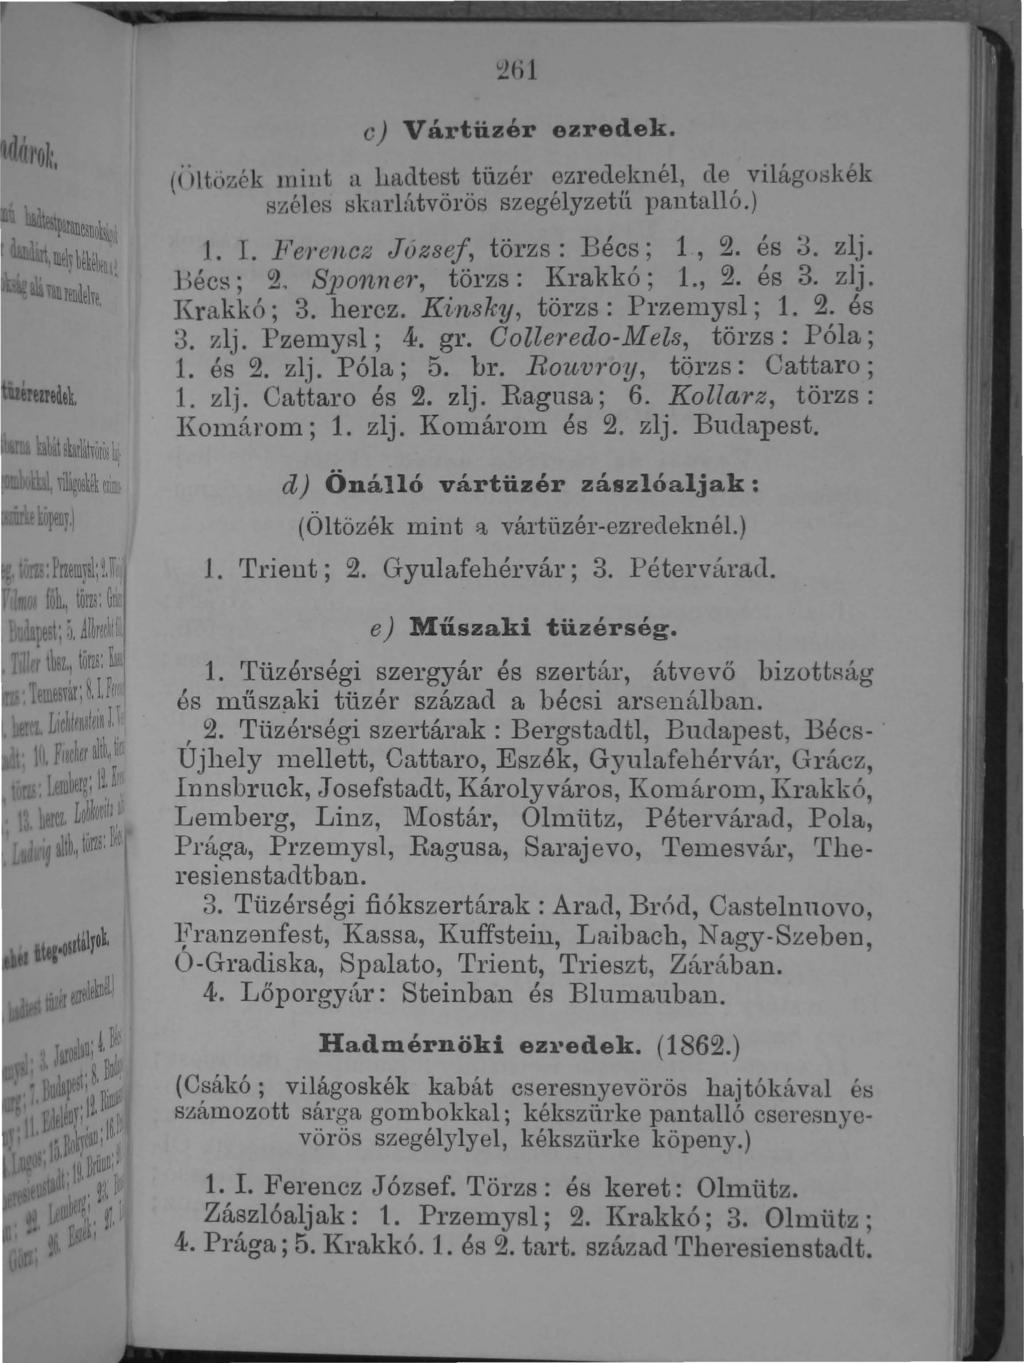 261
c) Vártüzér ezredek.
(Öltözék mint a hadtest tüzér ezredeknél, de világoskék
széles skarlátvörös szegélyzetű pantalló.)
1. I. Ferencz József, törzs : Bécs; 1., 2. és 3. zlj.
Bécs; 2. Sponner, törzs: Krakkó; 1., 2. és 3. zlj.
Krakkó; 3. hercz. Kinsky, törzs : Przemysl; 1. 2. és
3. zlj. Pzemysl; 4. gr. Colleredo-Mels, törzs : Póla;
1. és 2. zlj. Póla; 5. br. Rouvroy, törzs: Cattaro;
1. zlj. Cattaro és 2. zlj. Ragusa; 6. Kollarz, törzs :
Komárom; 1. zlj. Komárom és 2. zlj. Budapest.
d) Önálló vártüzér zászlóaljak:
(Öltözék mint a vártüzér-ezredeknél.)
1. Trient; 2. Gyulafehérvár; 3. Pétervárad.
e) Műszaki tüzérség.
1. Tüzérségi szergyár és szertár, átvevő bizottság
és műszaki tüzér század a bécsi arsenálban.
2. Tüzérségi szertárak : Bergstadtl, Budapest, Bécs-
Újhely mellett, Cattaro, Eszék, Gyulafehérvár, Grácz,
Innsbruck, Josefstadt, Károlyváros, Komárom, Krakkó,
Lemberg, Linz, Mostár, Olmütz, Pétervárad, Pola,
Prága, Przemysl, Ragusa, Sarajevo, Temesvár, The-
resienstadtban.
3. Tüzérségi fiókszertárak : Arad, Bród, Castelnuovo,
Franzenfest, Kassa, Kuffstein, Laibach, Nagy-Szeben,
Ó-Gradiska, Spalato, Trient, Trieszt, Zárában.
4. Lőporgyár: Steinban és Blumauban.
Hadmérnöki ezredek. (1862.)
(Csákó; világoskék kabát cseresnyevörös hajtókával és
számozott sárga gombokkal; kékszürke pantalló cseresnye-
vörös szegélylyel, kékszürke köpeny.)
1. I. Ferencz József. Törzs: és keret: Olmütz.
Zászlóaljak: 1. Przemysl; 2. Krakkó; 3. Olmütz;
4. Prága; 5. Krakkó. 1. és 2. tart. század Theresienstadt.